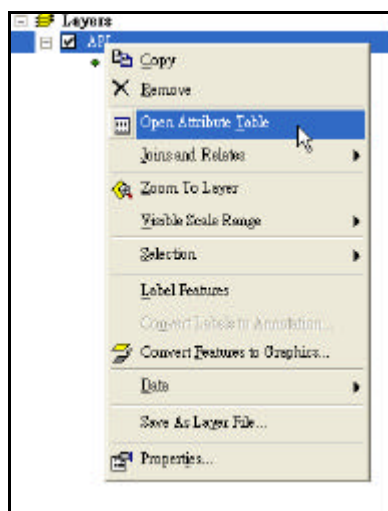 Layers
API
Copy
Remove
Open Attribute Table
Joins and Relates
Zoom To Layer
Visible Scale Range
Selection
Label Features
Convert Labels to Annotation...
Convert Features to Graphics...
Data
Save As Layer File...
Properties...